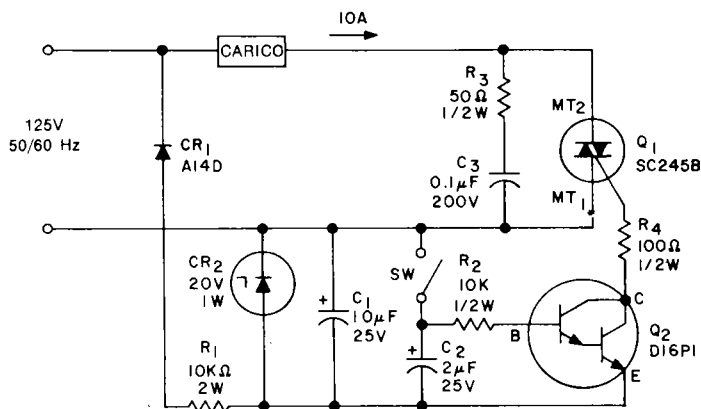 10A
CARICO
R3
50Ω
1/2W
MT2
125V
50/60 Hz
CR1
A14D
Q1
SC245B
C3
0.1µF
200V
MT1
R4
100Ω
1/2W
CR2
20V
1W
SW
R2
10K
1/2W
C1
10µF
25V
C
B
Q2
D16P1
R1
10KΩ
2W
C2
2µF
25V
E